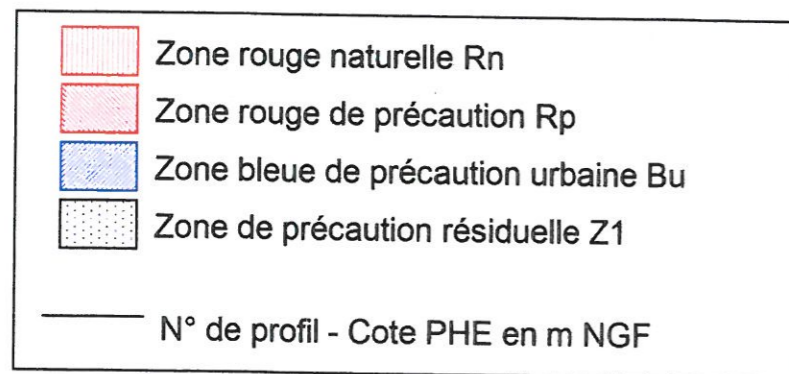 Zone rouge naturelle Rn
Zone rouge de précaution Rp
Zone bleue de précaution urbaine Bu
Zone de précaution résiduelle Z1
N° de profil - Cote PHE en m NGF